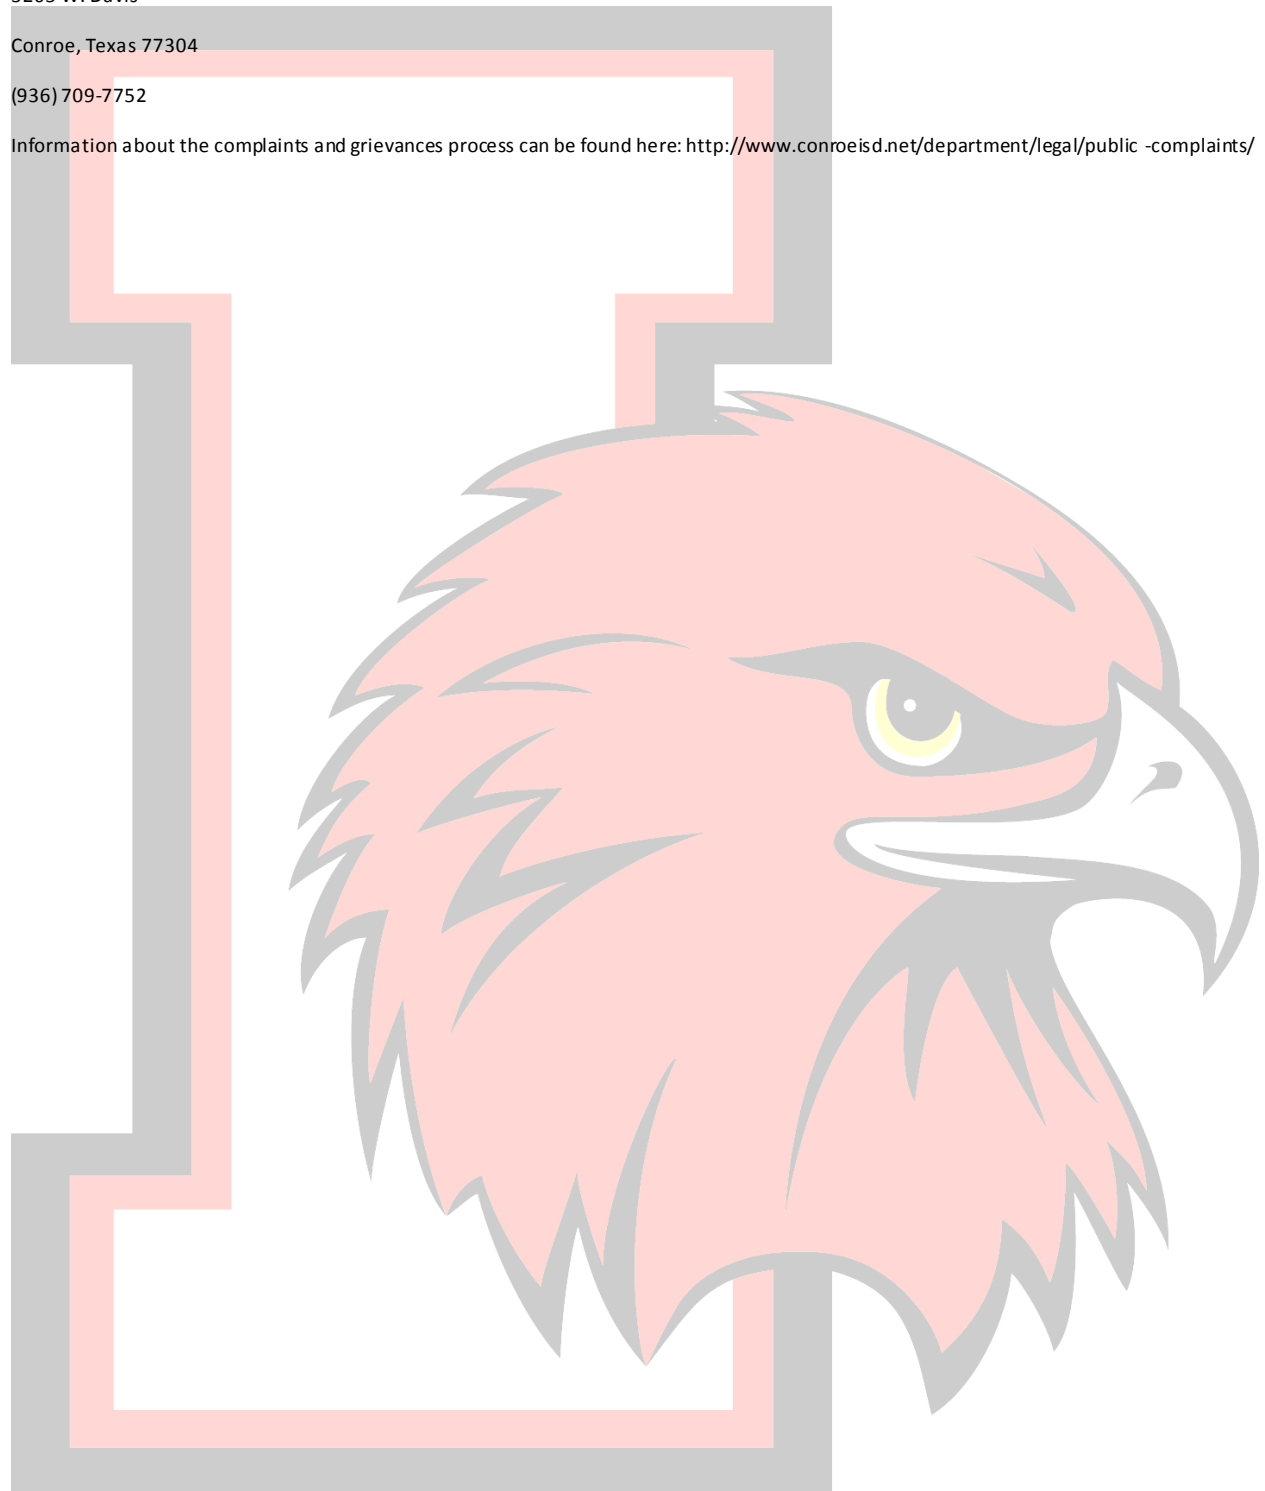 W. Davis
Conroe, Texas 77304
(936) 709-7752
Information about the complaints and grievances process can be found here: http://www.conroeisd.net/department/legal/public -complaints/